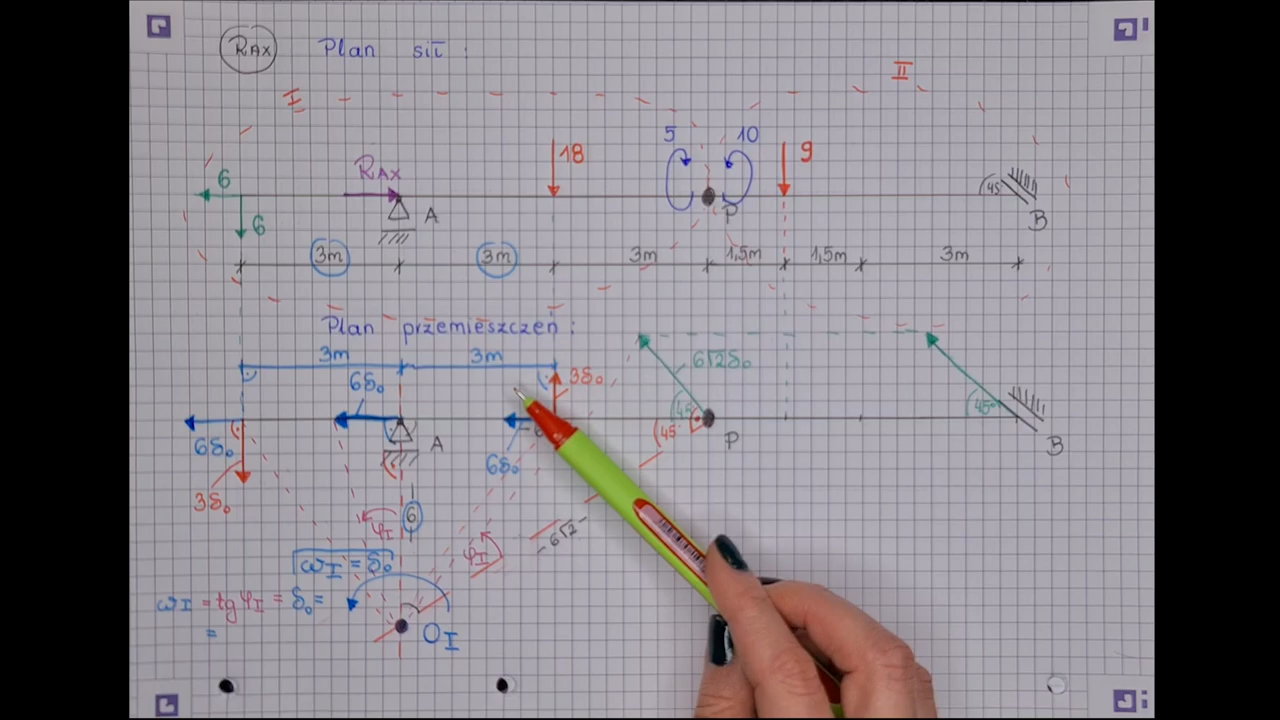 RAX Plan sił :
I II
6 RAX 18 5 10 9
6 A P 45 B
3m 3m 3m 1,5m 1,5m 3m
Plan przemieszczeń :
3m 3m
6δ₀ 3δ₀ 6√2δ₀
6δ₀ A 6δ₀ 45 45° P 45° B
3δ₀
φI 6 φI -6√2-
ωI = δ₀
ωI = tg φI = δ₀ =
=
OI